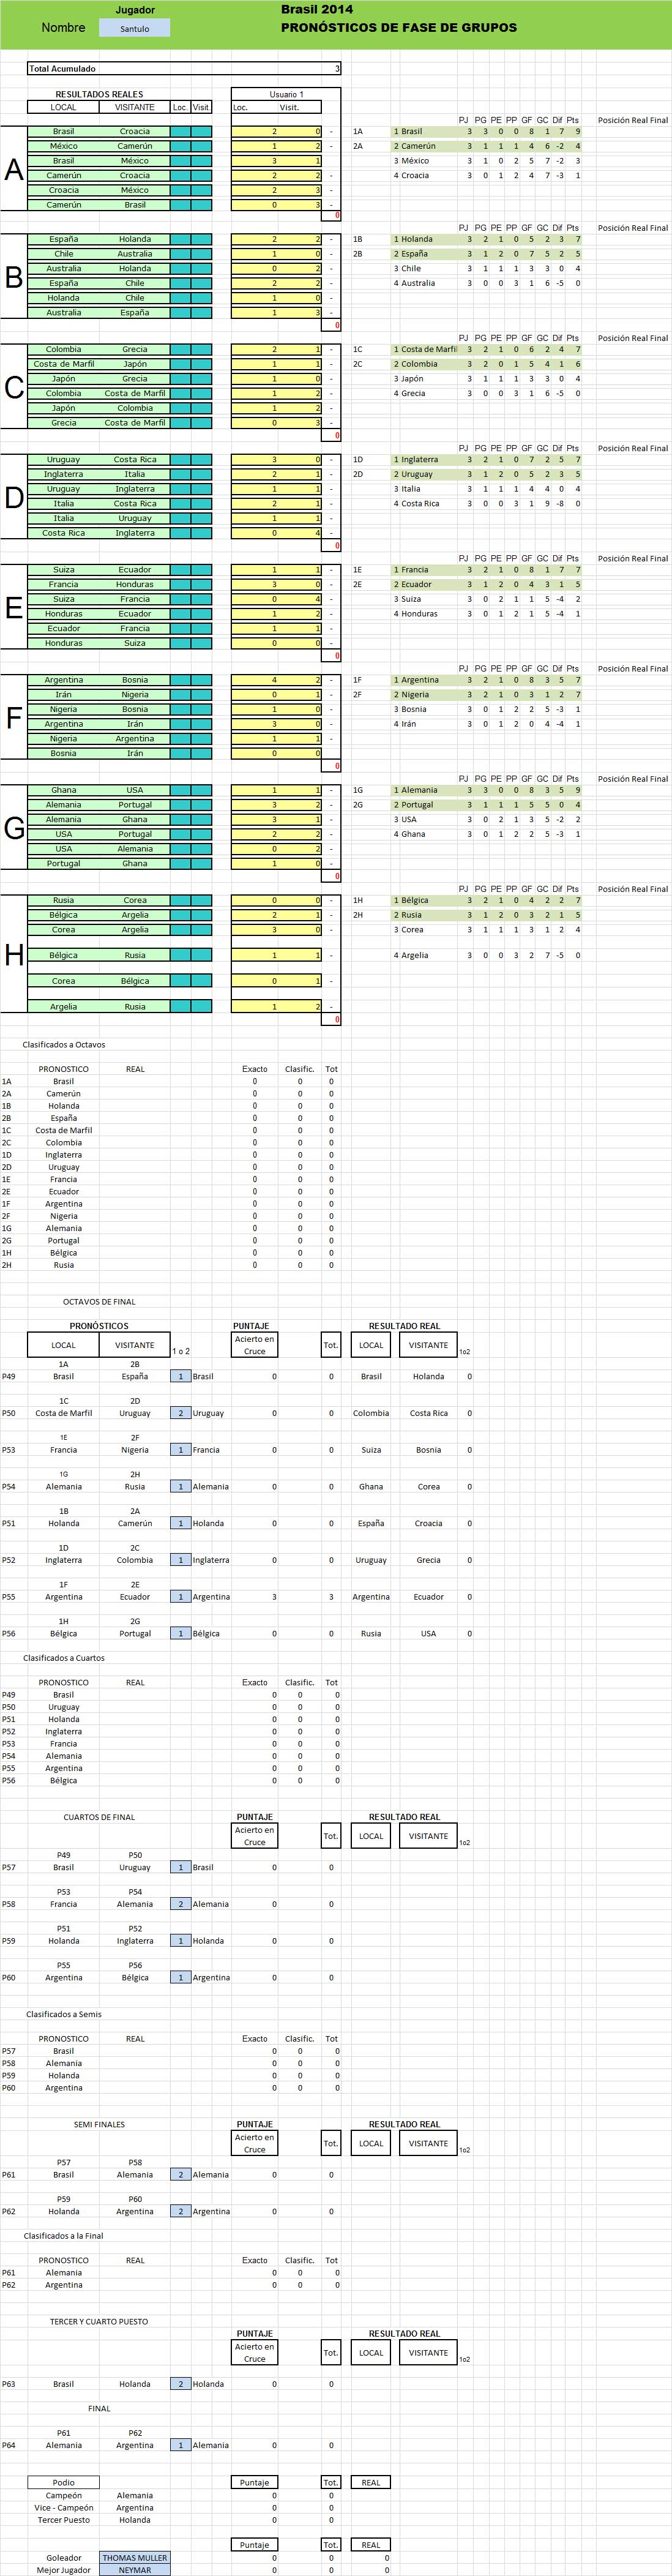 Jugador Brasil 2014
Nombre Santulo PRONÓSTICOS DE FASE DE GRUPOS
Total Acumulado 3
RESULTADOS REALES Usuario 1
LOCAL VISITANTE Loc. Visit. Loc. Visit.
PJ PG PE PP GF GC Dif Pts Posición Real Final
A
Brasil Croacia 2 0 - 1A 1 Brasil 3 3 0 0 8 1 7 9
México Camerún 1 2 - 2A 2 Camerún 3 1 1 1 4 6 -2 4
Brasil México 3 1 3 México 3 1 0 2 5 7 -2 3
Camerún Croacia 2 2 - 4 Croacia 3 0 1 2 4 7 -3 1
Croacia México 2 3 -
Camerún Brasil 0 3 -
0
PJ PG PE PP GF GC Dif Pts Posición Real Final
B
España Holanda 2 2 - 1B 1 Holanda 3 2 1 0 5 2 3 7
Chile Australia 1 0 - 2B 2 España 3 1 2 0 7 5 2 5
Australia Holanda 0 2 - 3 Chile 3 1 1 1 3 3 0 4
España Chile 2 2 - 4 Australia 3 0 0 3 1 6 -5 0
Holanda Chile 1 0 -
Australia España 1 3 -
0
PJ PG PE PP GF GC Dif Pts Posición Real Final
C
Colombia Grecia 2 1 - 1C 1 Costa de Marfil 3 2 1 0 6 2 4 7
Costa de Marfil Japón 1 1 - 2C 2 Colombia 3 2 0 1 5 4 1 6
Japón Grecia 1 0 - 3 Japón 3 1 1 1 3 3 0 4
Colombia Costa de Marfil 1 2 - 4 Grecia 3 0 0 3 1 6 -5 0
Japón Colombia 1 2 -
Grecia Costa de Marfil 0 3 -
0
PJ PG PE PP GF GC Dif Pts Posición Real Final
D
Uruguay Costa Rica 3 0 - 1D 1 Inglaterra 3 2 1 0 7 2 5 7
Inglaterra Italia 2 1 - 2D 2 Uruguay 3 1 2 0 5 2 3 5
Uruguay Inglaterra 1 1 - 3 Italia 3 1 1 1 4 4 0 4
Italia Costa Rica 2 1 - 4 Costa Rica 3 0 0 3 1 9 -8 0
Italia Uruguay 1 1 -
Costa Rica Inglaterra 0 4 -
0
PJ PG PE PP GF GC Dif Pts Posición Real Final
E
Suiza Ecuador 1 1 - 1E 1 Francia 3 2 1 0 8 1 7 7
Francia Honduras 3 0 - 2E 2 Ecuador 3 1 2 0 4 3 1 5
Suiza Francia 0 4 - 3 Suiza 3 0 2 1 1 5 -4 2
Honduras Ecuador 1 2 - 4 Honduras 3 0 1 2 1 5 -4 1
Ecuador Francia 1 1 -
Honduras Suiza 0 0 -
0
PJ PG PE PP GF GC Dif Pts Posición Real Final
F
Argentina Bosnia 4 2 - 1F 1 Argentina 3 2 1 0 8 3 5 7
Irán Nigeria 0 1 - 2F 2 Nigeria 3 2 1 0 3 1 2 7
Nigeria Bosnia 1 0 - 3 Bosnia 3 0 1 2 2 5 -3 1
Argentina Irán 3 0 - 4 Irán 3 0 1 2 0 4 -4 1
Nigeria Argentina 1 1 -
Bosnia Irán 0 0
0
PJ PG PE PP GF GC Dif Pts Posición Real Final
G
Ghana USA 1 1 - 1G 1 Alemania 3 3 0 0 8 3 5 9
Alemania Portugal 3 2 - 2G 2 Portugal 3 1 1 1 5 5 0 4
Alemania Ghana 3 1 - 3 USA 3 0 2 1 3 5 -2 2
USA Portugal 2 2 - 4 Ghana 3 0 1 2 2 5 -3 1
USA Alemania 0 2 -
Portugal Ghana 1 0 -
0
PJ PG PE PP GF GC Dif Pts Posición Real Final
H
Rusia Corea 0 0 - 1H 1 Bélgica 3 2 1 0 4 2 2 7
Bélgica Argelia 2 1 - 2H 2 Rusia 3 1 2 0 3 2 1 5
Corea Argelia 3 0 - 3 Corea 3 1 1 1 3 1 2 4
Bélgica Rusia 1 1 - 4 Argelia 3 0 0 3 2 7 -5 0
Corea Bélgica 0 1 -
Argelia Rusia 1 2 -
0
Clasificados a Octavos
PRONOSTICO REAL Exacto Clasific. Tot
1A Brasil 0 0 0
2A Camerún 0 0 0
1B Holanda 0 0 0
2B España 0 0 0
1C Costa de Marfil 0 0 0
2C Colombia 0 0 0
1D Inglaterra 0 0 0
2D Uruguay 0 0 0
1E Francia 0 0 0
2E Ecuador 0 0 0
1F Argentina 0 0 0
2F Nigeria 0 0 0
1G Alemania 0 0 0
2G Portugal 0 0 0
1H Bélgica 0 0 0
2H Rusia 0 0 0
OCTAVOS DE FINAL
PRONÓSTICOS PUNTAJE RESULTADO REAL
LOCAL VISITANTE 1 o 2 Acierto en Cruce Tot. LOCAL VISITANTE 1o2
1A 2B
P49 Brasil España 1 Brasil 0 0 Brasil Holanda 0
1C 2D
P50 Costa de Marfil Uruguay 2 Uruguay 0 0 Colombia Costa Rica 0
1E 2F
P53 Francia Nigeria 1 Francia 0 0 Suiza Bosnia 0
1G 2H
P54 Alemania Rusia 1 Alemania 0 0 Ghana Corea 0
1B 2A
P51 Holanda Camerún 1 Holanda 0 0 España Croacia 0
1D 2C
P52 Inglaterra Colombia 1 Inglaterra 0 0 Uruguay Grecia 0
1F 2E
P55 Argentina Ecuador 1 Argentina 3 3 Argentina Ecuador 0
1H 2G
P56 Bélgica Portugal 1 Bélgica 0 0 Rusia USA 0
Clasificados a Cuartos
PRONOSTICO REAL Exacto Clasific. Tot
P49 Brasil 0 0 0
P50 Uruguay 0 0 0
P51 Holanda 0 0 0
P52 Inglaterra 0 0 0
P53 Francia 0 0 0
P54 Alemania 0 0 0
P55 Argentina 0 0 0
P56 Bélgica 0 0 0
CUARTOS DE FINAL PUNTAJE RESULTADO REAL
Acierto en Cruce Tot. LOCAL VISITANTE 1o2
P49 P50
P57 Brasil Uruguay 1 Brasil 0 0
P53 P54
P58 Francia Alemania 2 Alemania 0 0
P51 P52
P59 Holanda Inglaterra 1 Holanda 0 0
P55 P56
P60 Argentina Bélgica 1 Argentina 0 0
Clasificados a Semis
PRONOSTICO REAL Exacto Clasific. Tot
P57 Brasil 0 0 0
P58 Alemania 0 0 0
P59 Holanda 0 0 0
P60 Argentina 0 0 0
SEMI FINALES PUNTAJE RESULTADO REAL
Acierto en Cruce Tot. LOCAL VISITANTE 1o2
P57 P58
P61 Brasil Alemania 2 Alemania 0 0
P59 P60
P62 Holanda Argentina 2 Argentina 0 0
Clasificados a la Final
PRONOSTICO REAL Exacto Clasific. Tot
P61 Alemania 0 0 0
P62 Argentina 0 0 0
TERCER Y CUARTO PUESTO
PUNTAJE RESULTADO REAL
Acierto en Cruce Tot. LOCAL VISITANTE 1o2
P63 Brasil Holanda 2 Holanda 0 0
FINAL
P61 P62
P64 Alemania Argentina 1 Alemania 0 0
Podio Puntaje Tot. REAL
Campeón Alemania 0 0
Vice - Campeón Argentina 0 0
Tercer Puesto Holanda 0 0
Puntaje Tot. REAL
Goleador THOMAS MULLER 0 0 0
Mejor Jugador NEYMAR 0 0 0